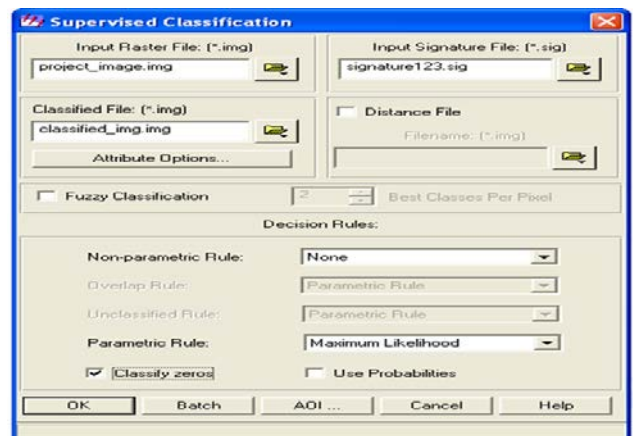 Supervised Classification
Input Raster File: (*.img)
Input Signature File: (*.sig)
project_image.img
signature123.sig
Classified File: (*.img)
Distance File
classified_img.img
Filename: (*.img)
Attribute Options...
Fuzzy Classification
2
Best Classes Per Pixel
Decision Rules:
Non-parametric Rule:
None
Overlap Rule:
Parametric Rule
Unclassified Rule:
Parametric Rule
Parametric Rule:
Maximum Likelihood
Classify zeros
Use Probabilities
OK
Batch
AOI ...
Cancel
Help